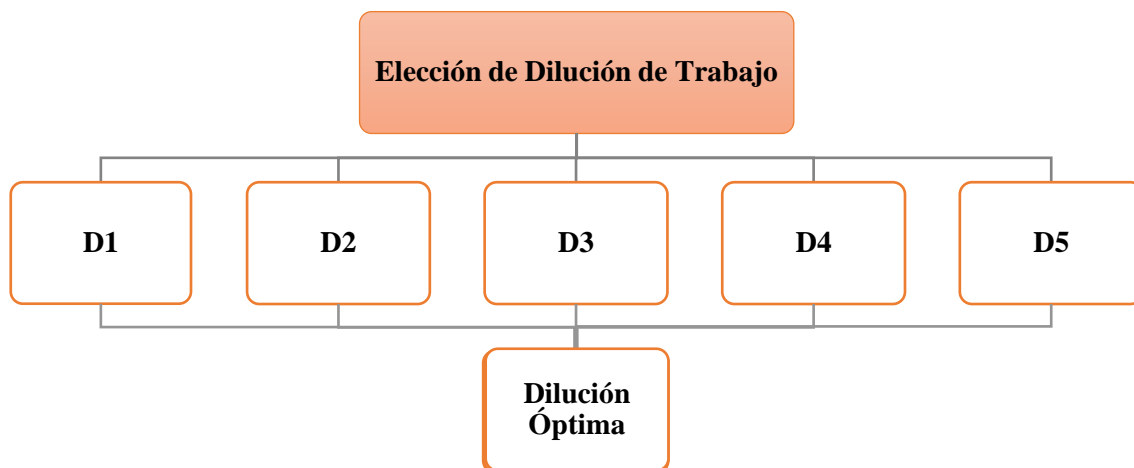 Elección de Dilución de Trabajo
D1
D2
D3
D4
D5
Dilución
Óptima